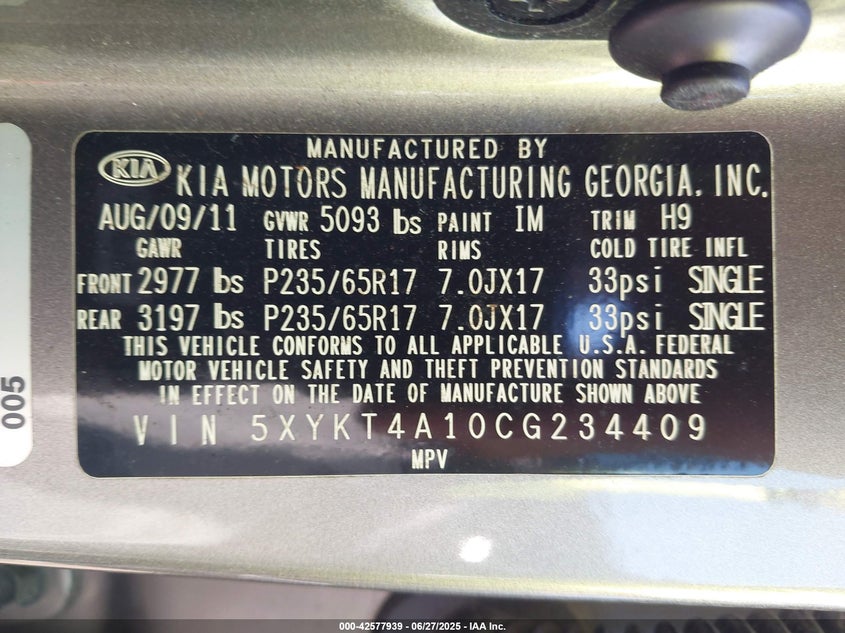 MANUFACTURED BY
KIA KIA MOTORS MANUFACTURING GEORGIA, INC.
AUG/09/11 GVWR 5093 lbs PAINT IM TRIM H9
GAWR TIRES RIMS COLD TIRE INFL
FRONT 2977 lbs P235/65R17 7.0JX17 33psi SINGLE
REAR 3197 lbs P235/65R17 7.0JX17 33psi SINGLE
THIS VEHICLE CONFORMS TO ALL APPLICABLE U.S.A. FEDERAL
MOTOR VEHICLE SAFETY AND THEFT PREVENTION STANDARDS
IN EFFECT ON THE DATE OF MANUFACTURE SHOWN ABOVE
VIN 5XYKT4A10CG234409
MPV
005
000-42577939 | 06/27/2025 - IAA Inc.